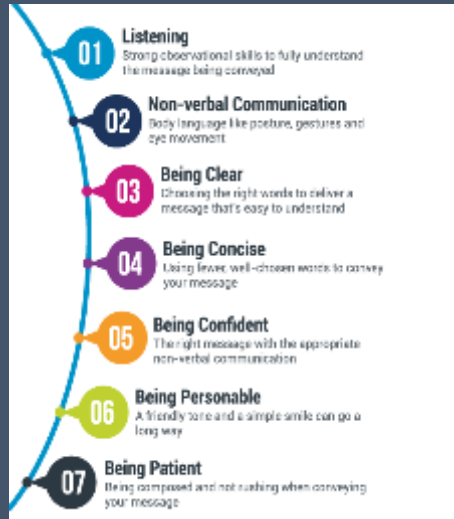 01
Listening
Strong observational skills to fully understand
the message being conveyed
02
Non-verbal Communication
Body language like posture, gestures and
eye movement
03
Being Clear
Choosing the right words to deliver a
message that's easy to understand
04
Being Concise
Using fewer, well-chosen words to convey
your message
05
Being Confident
The right message with the appropriate
non-verbal communication
06
Being Personable
A friendly tone and a simple smile can go a
long way
07
Being Patient
Being composed and not rushing when conveying
your message